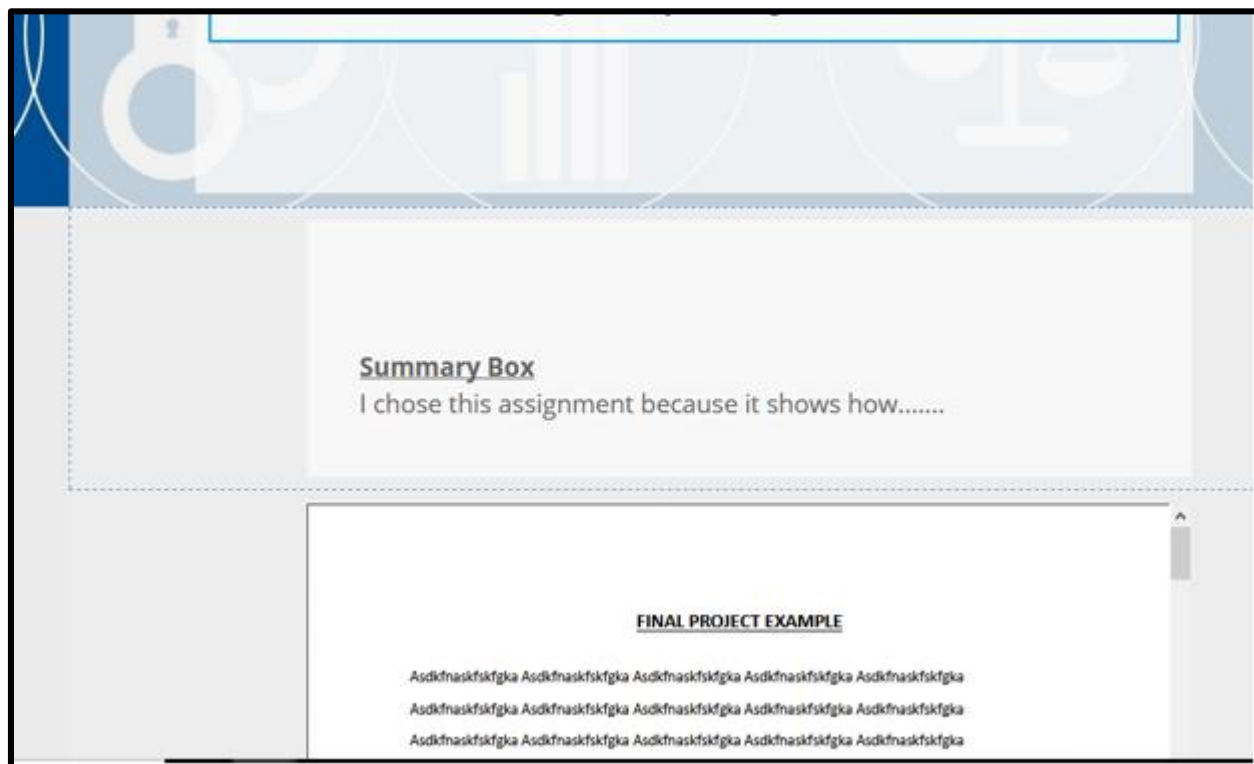 Summary Box
I chose this assignment because it shows how.......
FINAL PROJECT EXAMPLE
Asdkfnaskfskfgka Asdkfnaskfskfgka Asdkfnaskfskfgka Asdkfnaskfskfgka Asdkfnaskfskfgka
Asdkfnaskfskfgka Asdkfnaskfskfgka Asdkfnaskfskfgka Asdkfnaskfskfgka Asdkfnaskfskfgka
Asdkfnaskfskfgka Asdkfnaskfskfgka Asdkfnaskfskfgka Asdkfnaskfskfgka Asdkfnaskfskfgka